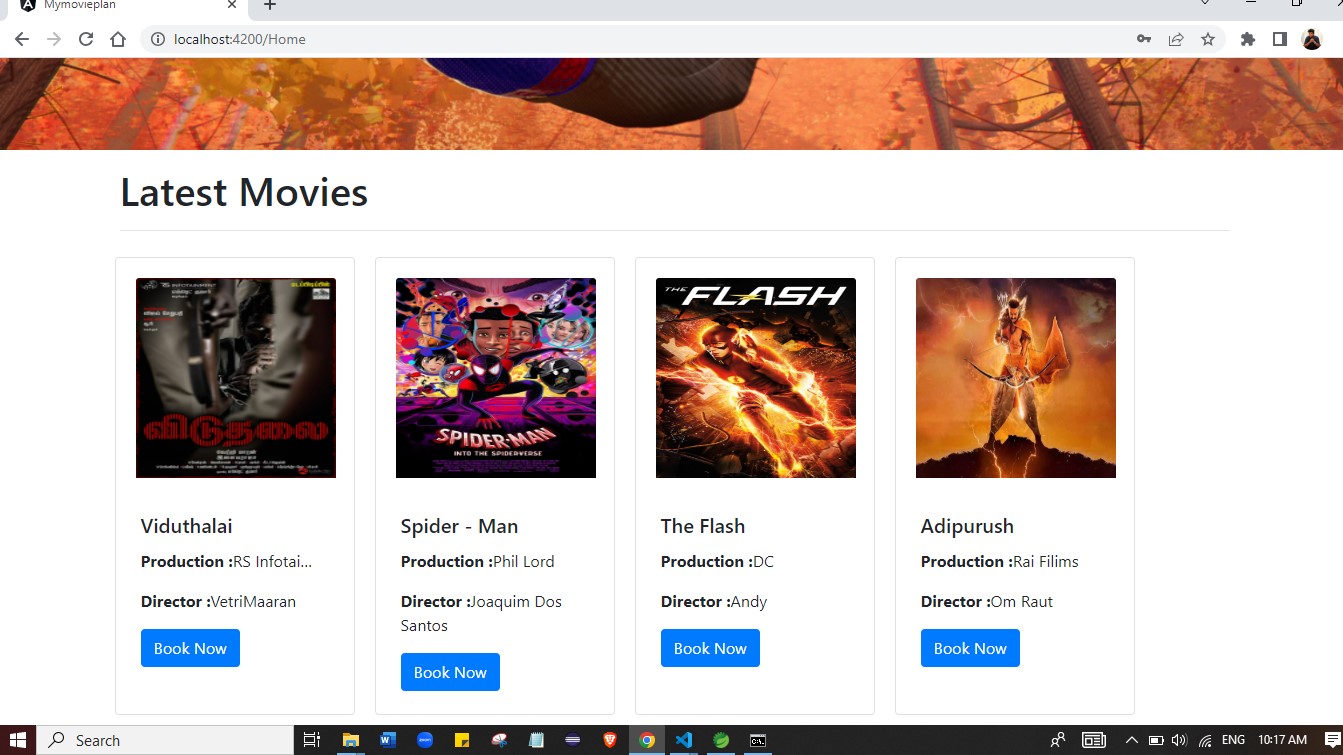 Mymovieplan
localhost:4200/Home
Latest Movies
விடுதலை
SPIDER-MAN
INTO THE SPIDERVERSE
THE FLASH
Viduthalai
Production :RS Infotai...
Director :VetriMaaran
Book Now
Spider - Man
Production :Phil Lord
Director :Joaquim Dos
Santos
Book Now
The Flash
Production :DC
Director :Andy
Book Now
Adipurush
Production :Rai Filims
Director :Om Raut
Book Now
Search
ENG
10:17 AM